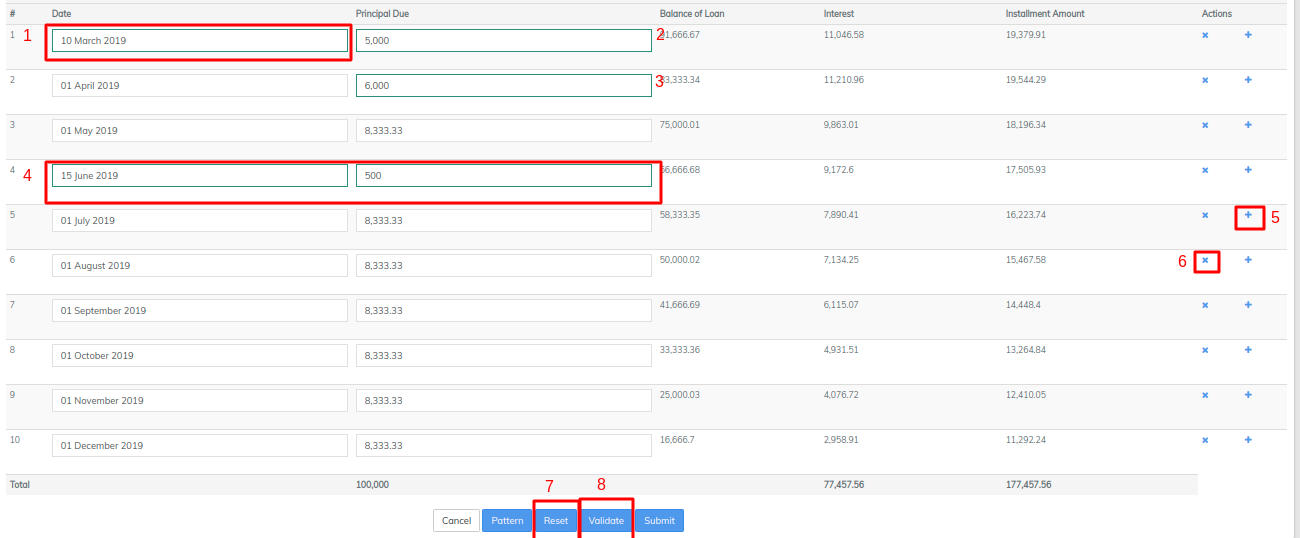 # Date Principal Due Balance of Loan Interest Installment Amount Actions
1 1 10 March 2019 5,000 2 91,666.67 11,046.58 19,379.91
2 01 April 2019 6,000 3 83,333.34 11,210.96 19,544.29
3 01 May 2019 8,333.33 75,000.01 9,863.01 18,196.34
4 4 15 June 2019 500 66,666.68 9,172.6 17,505.93
5 01 July 2019 8,333.33 58,333.35 7,890.41 16,223.74 5
6 01 August 2019 8,333.33 50,000.02 7,134.25 15,467.58 6
7 01 September 2019 8,333.33 41,666.69 6,115.07 14,448.4
8 01 October 2019 8,333.33 33,333.36 4,931.51 13,264.84
9 01 November 2019 8,333.33 25,000.03 4,076.72 12,410.05
10 01 December 2019 8,333.33 16,666.7 2,958.91 11,292.24
Total 100,000 77,457.56 177,457.56
7 8
Cancel Pattern Reset Validate Submit